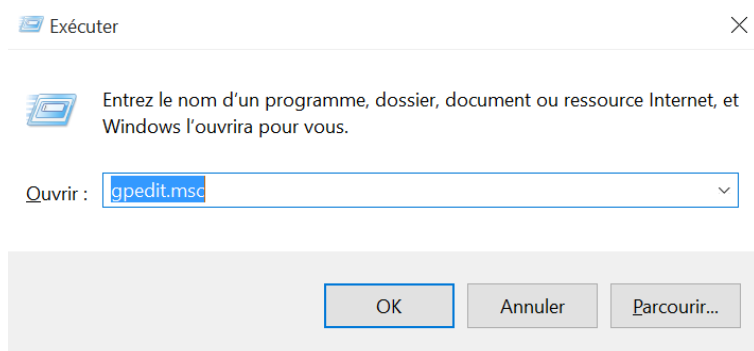 Exécuter
Entrez le nom d’un programme, dossier, document ou ressource Internet, et
Windows l’ouvrira pour vous.
Ouvrir : gpedit.msc
OK Annuler Parcourir...